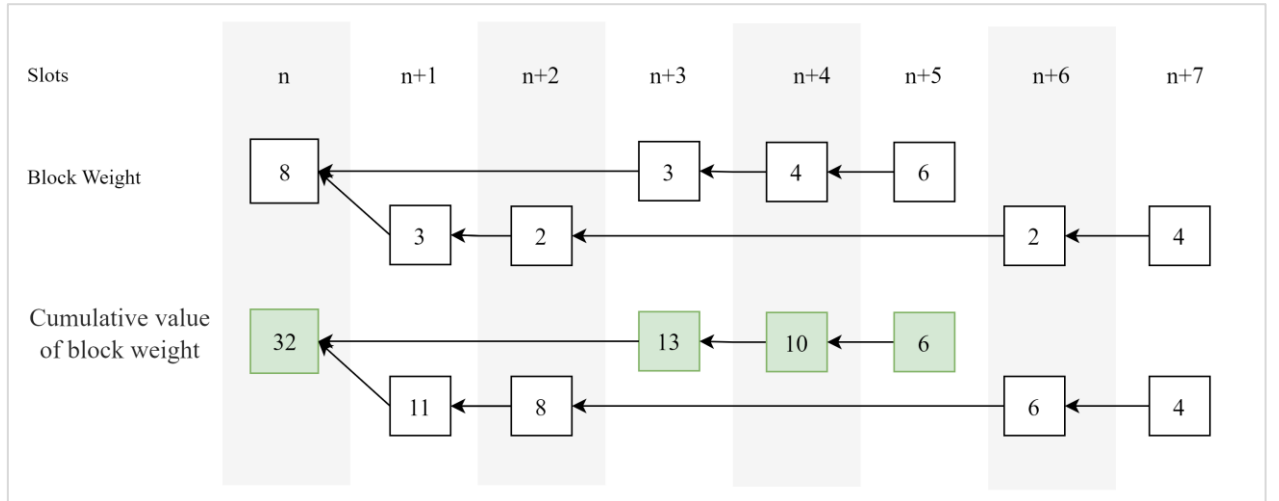 Slots n n+1 n+2 n+3 n+4 n+5 n+6 n+7
Block Weight 8 3 4 6
3 2 2 4
Cumulative value
of block weight
32 13 10 6
11 8 6 4